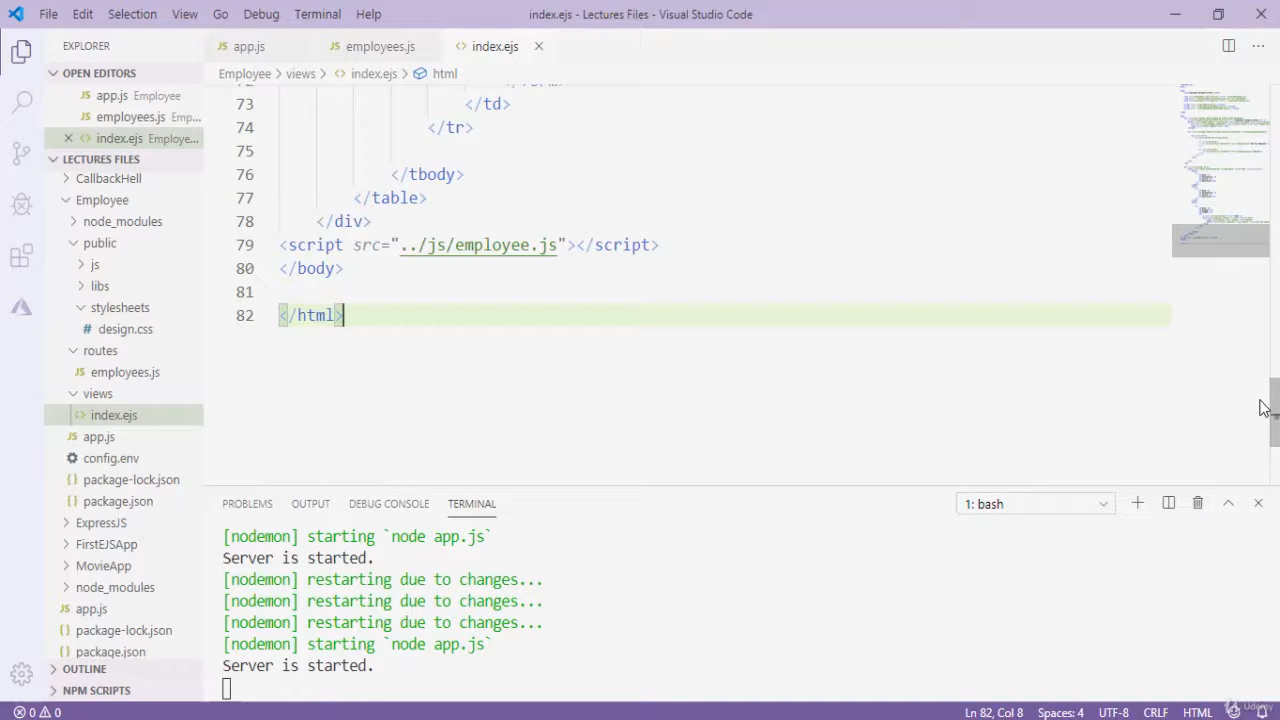 File Edit Selection View Go Debug Terminal Help index.ejs - Lectures Files - Visual Studio Code
EXPLORER
OPEN EDITORS
app.js Employee
employees.js Emp...
index.ejs Employe...
LECTURES FILES
CallbackHell
Employee
node_modules
public
js
libs
stylesheets
design.css
routes
employees.js
views
index.ejs
app.js
config.env
package-lock.json
package.json
ExpressJS
FirstEJSApp
MovieApp
node_modules
app.js
package-lock.json
package.json
OUTLINE
NPM SCRIPTS
app.js employees.js index.ejs
Employee > views > index.ejs > html
73 </td>
74 </tr>
75
76 </tbody>
77 </table>
78 </div>
79 <script src="../js/employee.js"></script>
80 </body>
81
82 </html>
PROBLEMS OUTPUT DEBUG CONSOLE TERMINAL 1: bash
[nodemon] starting `node app.js`
Server is started.
[nodemon] restarting due to changes...
[nodemon] restarting due to changes...
[nodemon] restarting due to changes...
[nodemon] starting `node app.js`
Server is started.
0 0 Ln 82, Col 8 Spaces: 4 UTF-8 CRLF HTML
Udemy